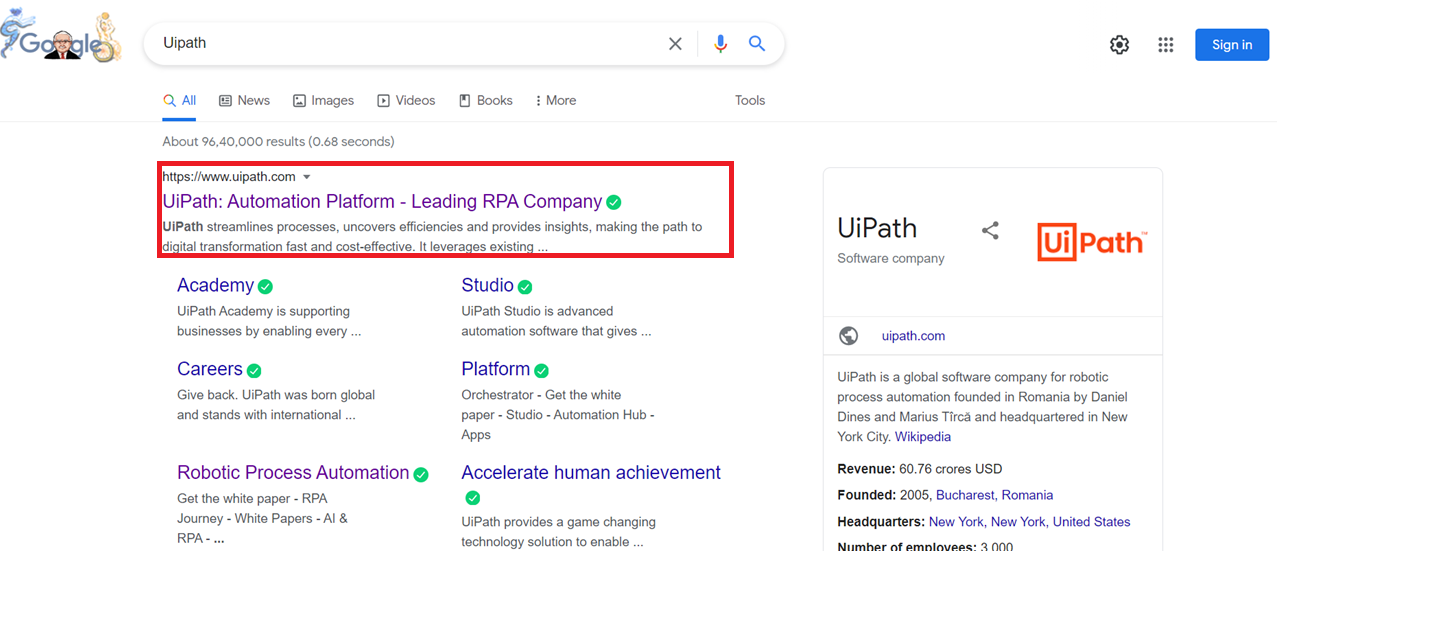 Google
Uipath
Sign in
All
News
Images
Videos
Books
More
Tools
About 96,40,000 results (0.68 seconds)
https://www.uipath.com
UiPath: Automation Platform - Leading RPA Company
UiPath streamlines processes, uncovers efficiencies and provides insights, making the path to
digital transformation fast and cost-effective. It leverages existing ...
Academy
UiPath Academy is supporting
businesses by enabling every ...
Studio
UiPath Studio is advanced
automation software that gives ...
Careers
Give back. UiPath was born global
and stands with international ...
Platform
Orchestrator - Get the white
paper - Studio - Automation Hub -
Apps
Robotic Process Automation
Get the white paper - RPA
Journey - White Papers - AI &
RPA - ...
Accelerate human achievement
UiPath provides a game changing
technology solution to enable ...
UiPath
Software company
UiPath™
uipath.com
UiPath is a global software company for robotic
process automation founded in Romania by Daniel
Dines and Marius Tîrcă and headquartered in New
York City. Wikipedia
Revenue: 60.76 crores USD
Founded: 2005, Bucharest, Romania
Headquarters: New York, New York, United States
Number of employees: 3,000